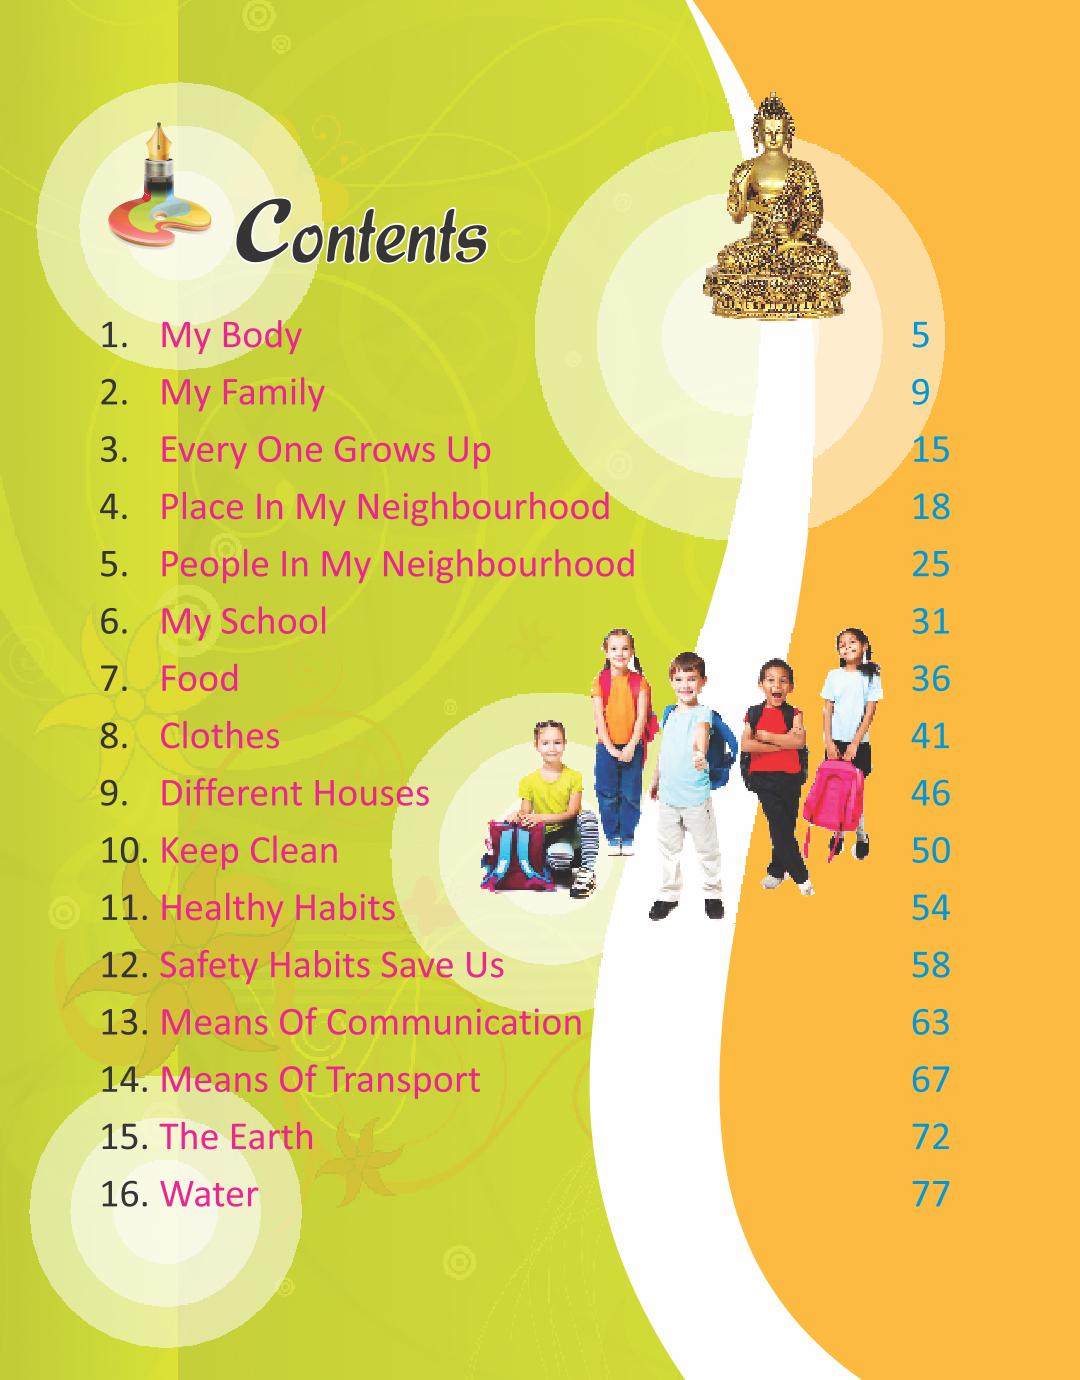 Contents
1. My Body 5
2. My Family 9
3. Every One Grows Up 15
4. Place In My Neighbourhood 18
5. People In My Neighbourhood 25
6. My School 31
7. Food 36
8. Clothes 41
9. Different Houses 46
10. Keep Clean 50
11. Healthy Habits 54
12. Safety Habits Save Us 58
13. Means Of Communication 63
14. Means Of Transport 67
15. The Earth 72
16. Water 77